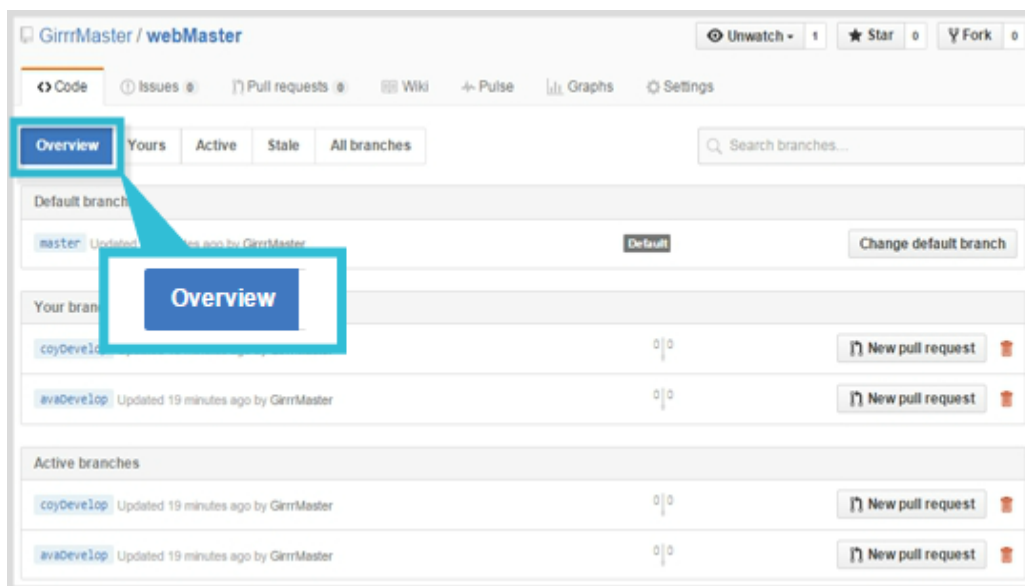 GirrrMaster / webMaster
Unwatch 1 Star 0 Fork 0
Code Issues 0 Pull requests 0 Wiki Pulse Graphs Settings
Overview Yours Active Stale All branches Search branches...
Default branch
master Updated ago by GirrrMaster Default Change default branch
Overview
Your
0 0 New pull request
avaDevelop Updated 19 minutes ago by GirrrMaster 0 0 New pull request
Active branches
coyDevelop Updated 19 minutes ago by GirrrMaster 0 0 New pull request
avaDevelop Updated 19 minutes ago by GirrrMaster 0 0 New pull request